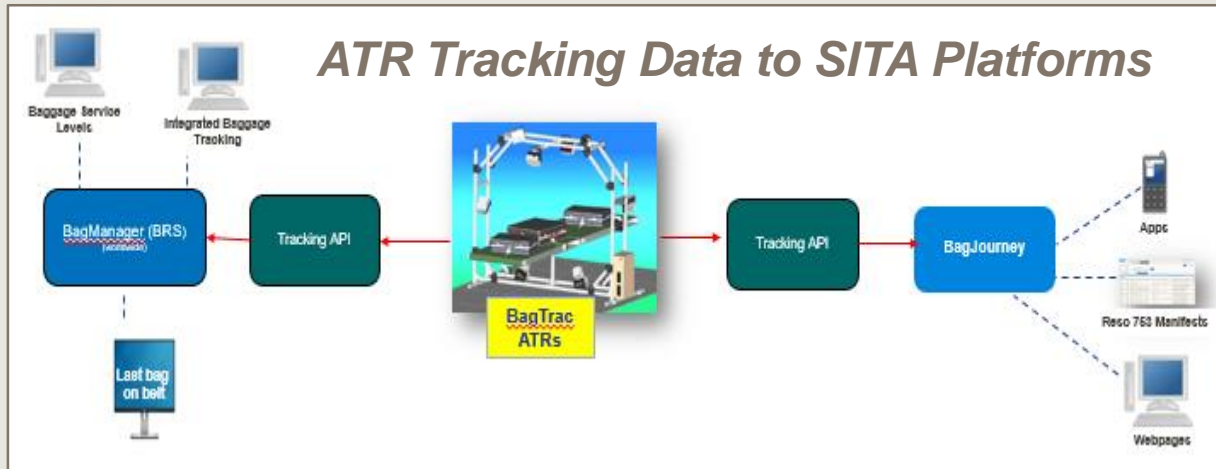 ATR Tracking Data to SITA Platforms
Baggage Service
Levels
Integrated Baggage
Tracking
BagManager (BRS)
(worldwide)
Tracking API
BagTrac
ATRs
Tracking API
BagJourney
Apps
Reso 753 Manifests
Webpages
Last bag
on belt